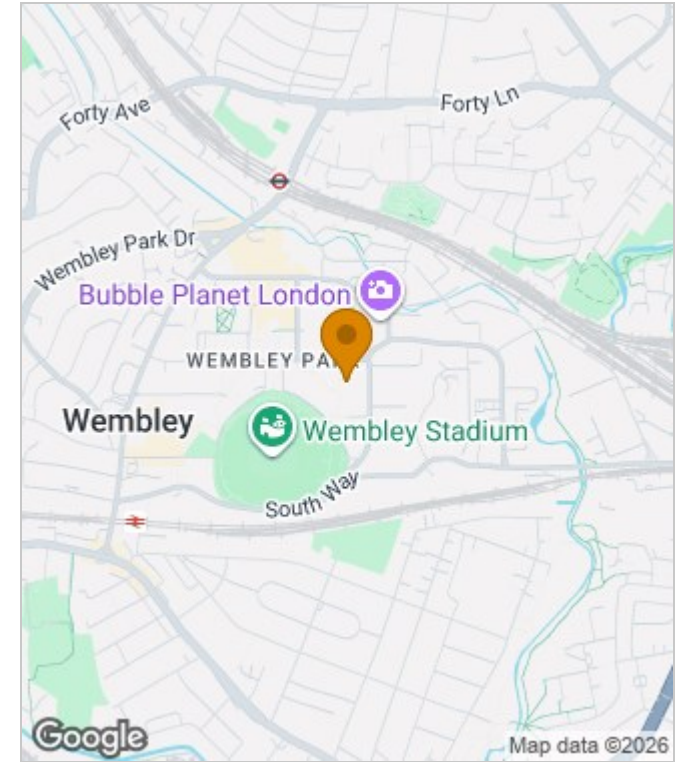 Forty Ave
Forty Ln
Wembley Park Dr
Bubble Planet London
WEMBLEY PA
Wembley
Wembley Stadium
South Way
Google
Map data ©2026